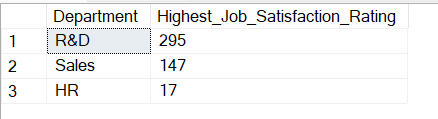 Department Highest_Job_Satisfaction_Rating
1 R&D 295
2 Sales 147
3 HR 17